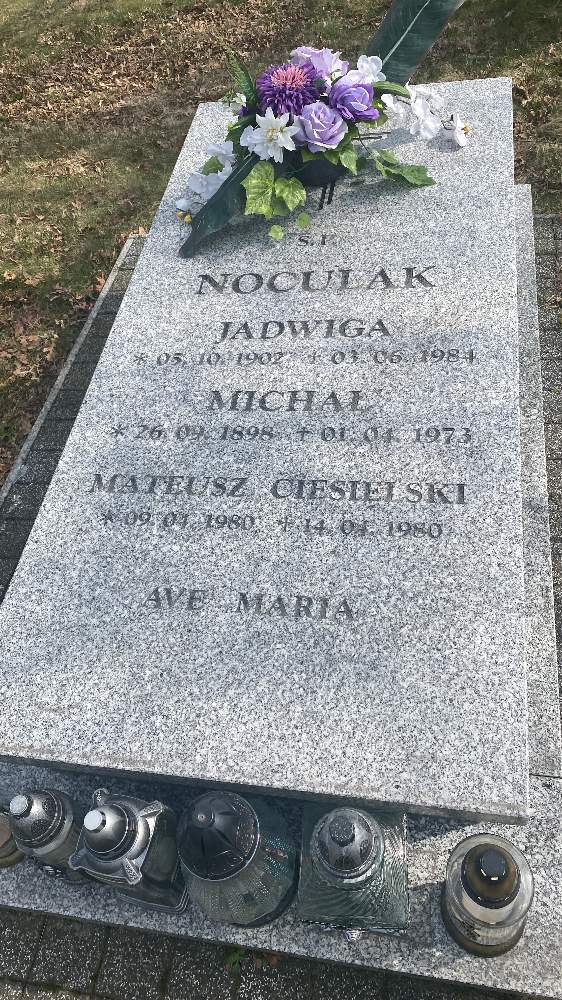 Ś.P.
NOCULAK
JADWIGA
* 05.10.1902 + 03.06.1984
MICHAŁ
* 26.09.1898 + 01.04.1973
MATEUSZ CIESIELSKI
* 09.04.1980 + 14.04.1980
AVE MARIA